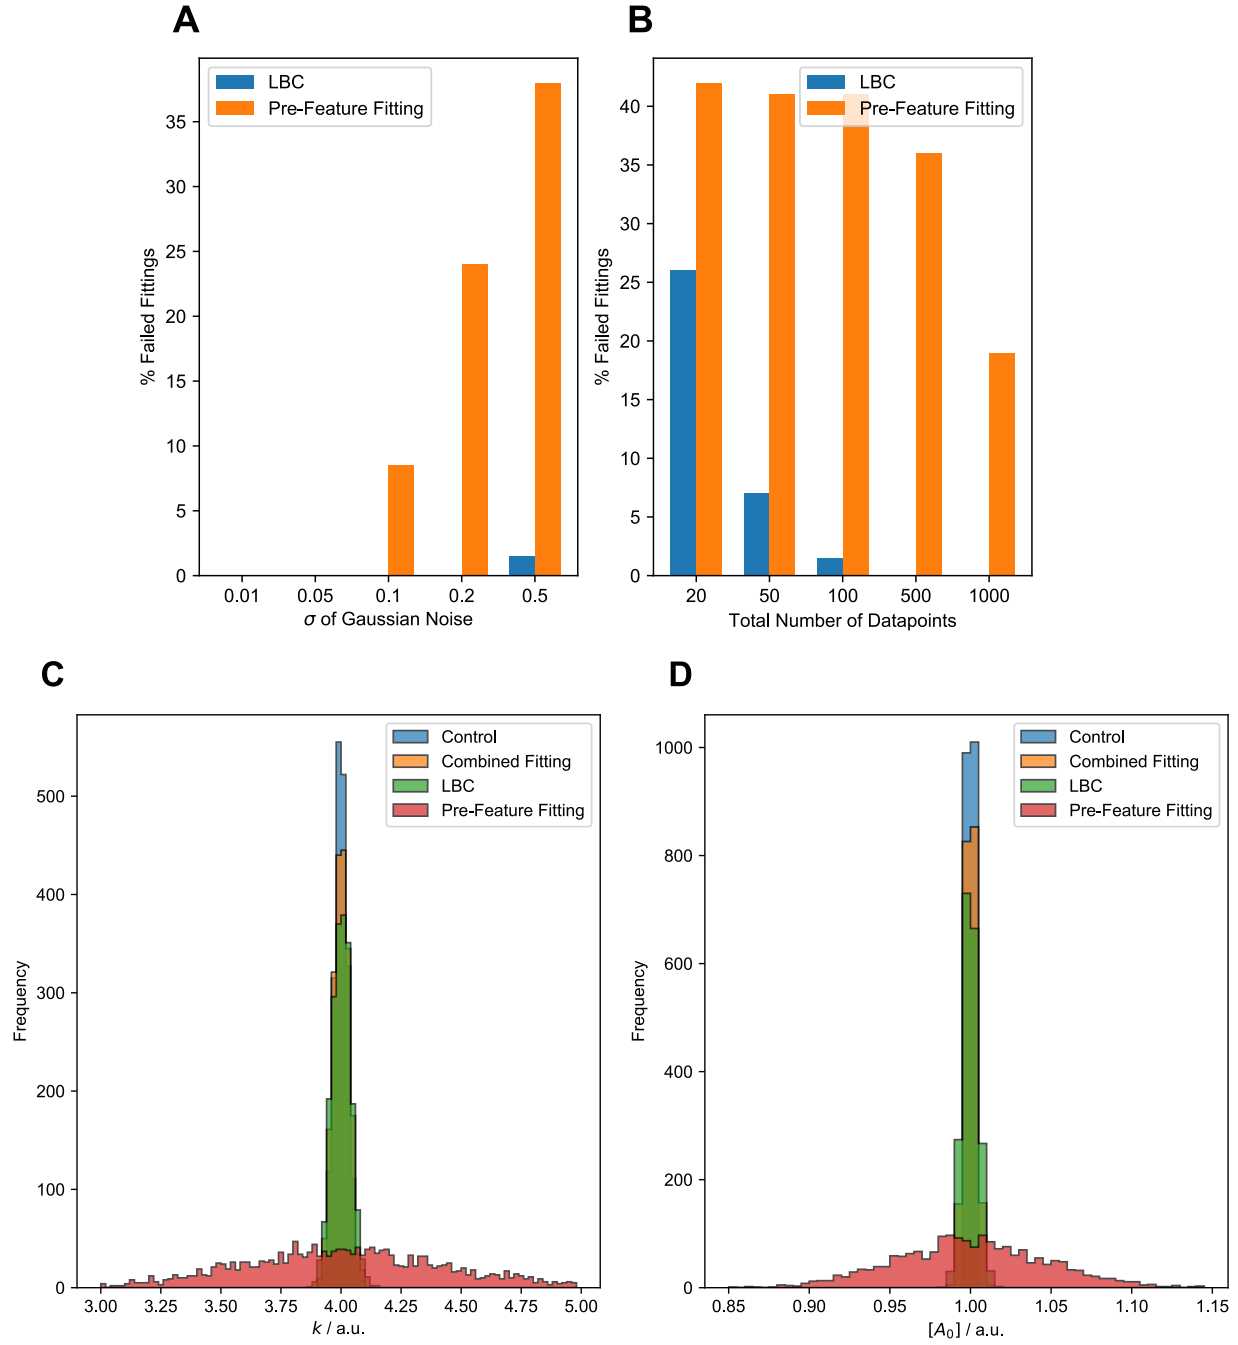 A
LBC
Pre-Feature Fitting
% Failed Fittings
35
30
25
20
15
10
5
0
0.01 0.05 0.1 0.2 0.5
σ of Gaussian Noise
B
LBC
Pre-Feature Fitting
% Failed Fittings
40
35
30
25
20
15
10
5
0
20 50 100 500 1000
Total Number of Datapoints
C
Control
Combined Fitting
LBC
Pre-Feature Fitting
Frequency
500
400
300
200
100
0
3.00 3.25 3.50 3.75 4.00 4.25 4.50 4.75 5.00
k / a.u.
D
Control
Combined Fitting
LBC
Pre-Feature Fitting
Frequency
1000
800
600
400
200
0
0.85 0.90 0.95 1.00 1.05 1.10 1.15
[A₀] / a.u.